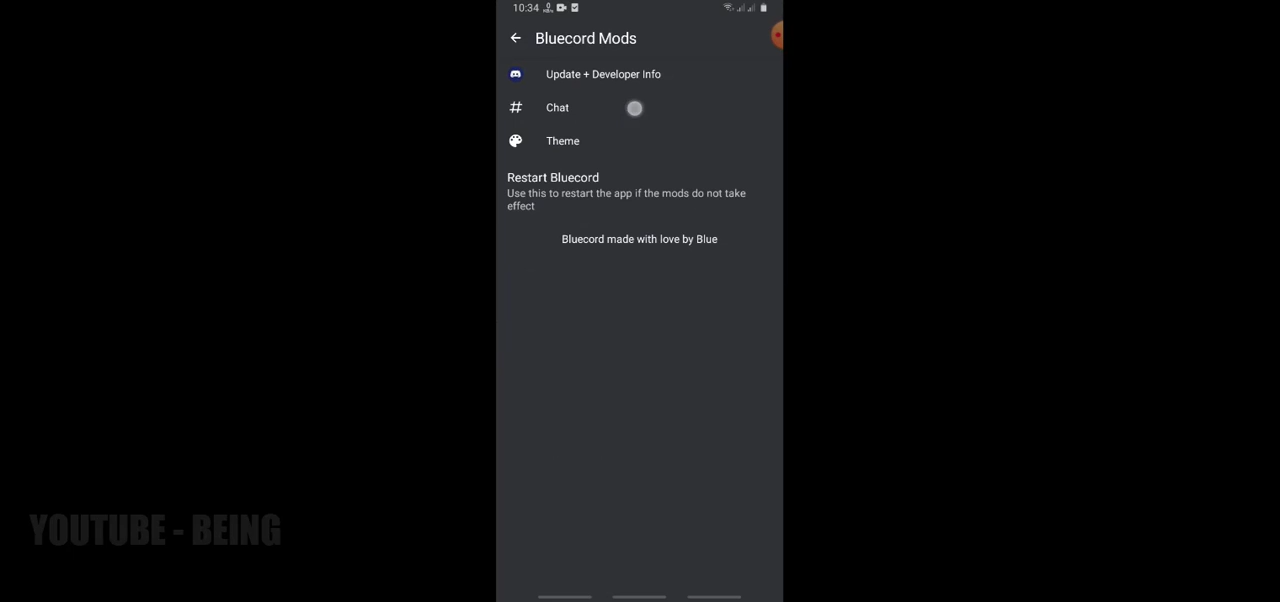 10:34
Bluecord Mods
Update + Developer Info
# Chat
Theme
Restart Bluecord
Use this to restart the app if the mods do not take
effect
Bluecord made with love by Blue
YOUTUBE - BEING